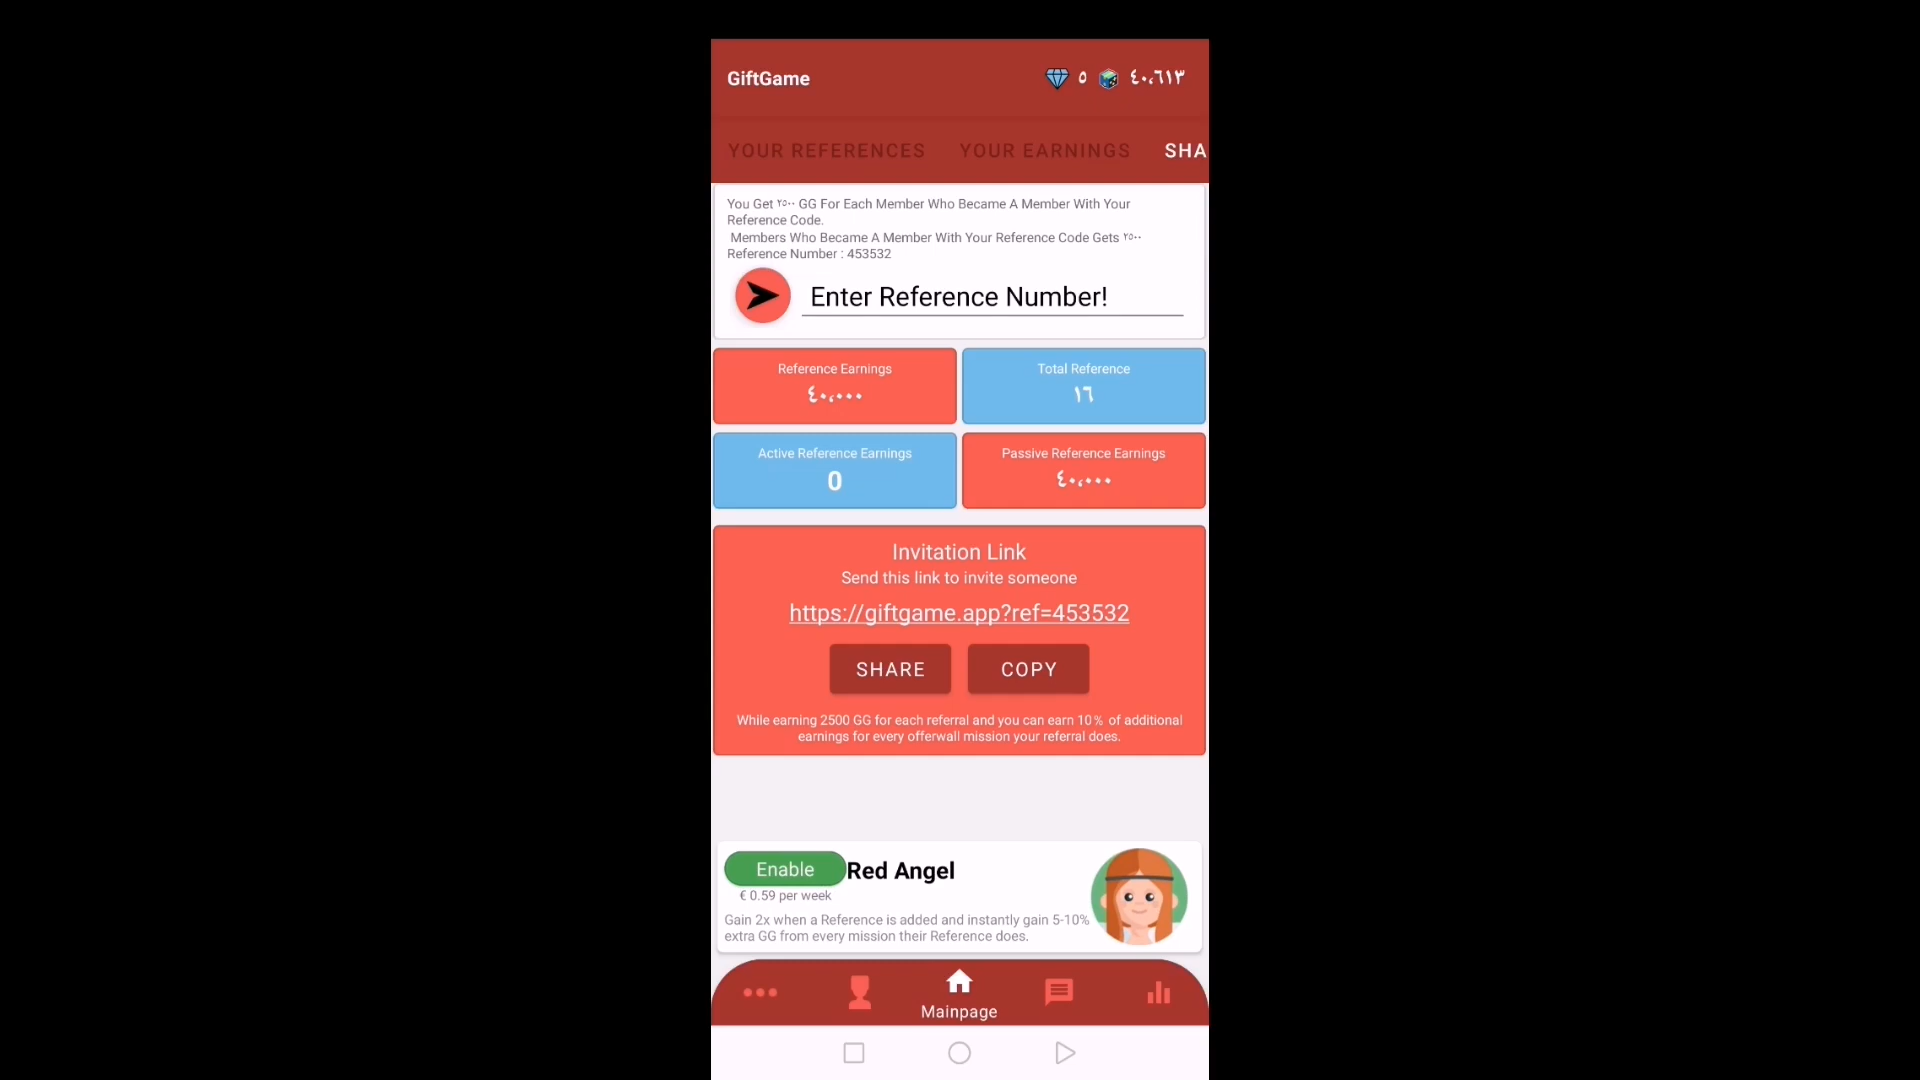 GiftGame ٥ ٤٠،٦١٣
YOUR REFERENCES YOUR EARNINGS SHA
You Get ٢٥٠٠ GG For Each Member Who Became A Member With Your
Reference Code.
Members Who Became A Member With Your Reference Code Gets ٢٥٠٠
Reference Number : 453532
Enter Reference Number!
Reference Earnings
٤٠،٠٠٠
Total Reference
١٦
Active Reference Earnings
0
Passive Reference Earnings
٤٠،٠٠٠
Invitation Link
Send this link to invite someone
https://giftgame.app?ref=453532
SHARE COPY
While earning 2500 GG for each referral and you can earn 10% of additional
earnings for every offerwall mission your referral does.
Enable Red Angel
€ 0.59 per week
Gain 2x when a Reference is added and instantly gain 5-10%
extra GG from every mission their Reference does.
Mainpage